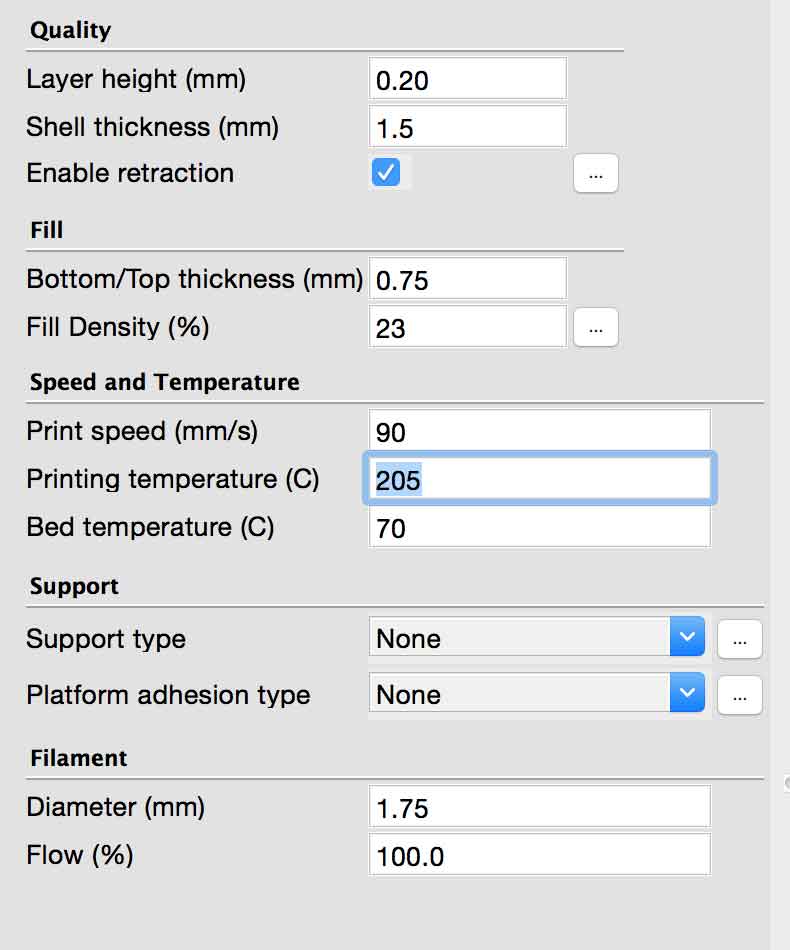 Quality
Layer height (mm) 0.20
Shell thickness (mm) 1.5
Enable retraction ...
Fill
Bottom/Top thickness (mm) 0.75
Fill Density (%) 23 ...
Speed and Temperature
Print speed (mm/s) 90
Printing temperature (C) 205
Bed temperature (C) 70
Support
Support type None ...
Platform adhesion type None ...
Filament
Diameter (mm) 1.75
Flow (%) 100.0